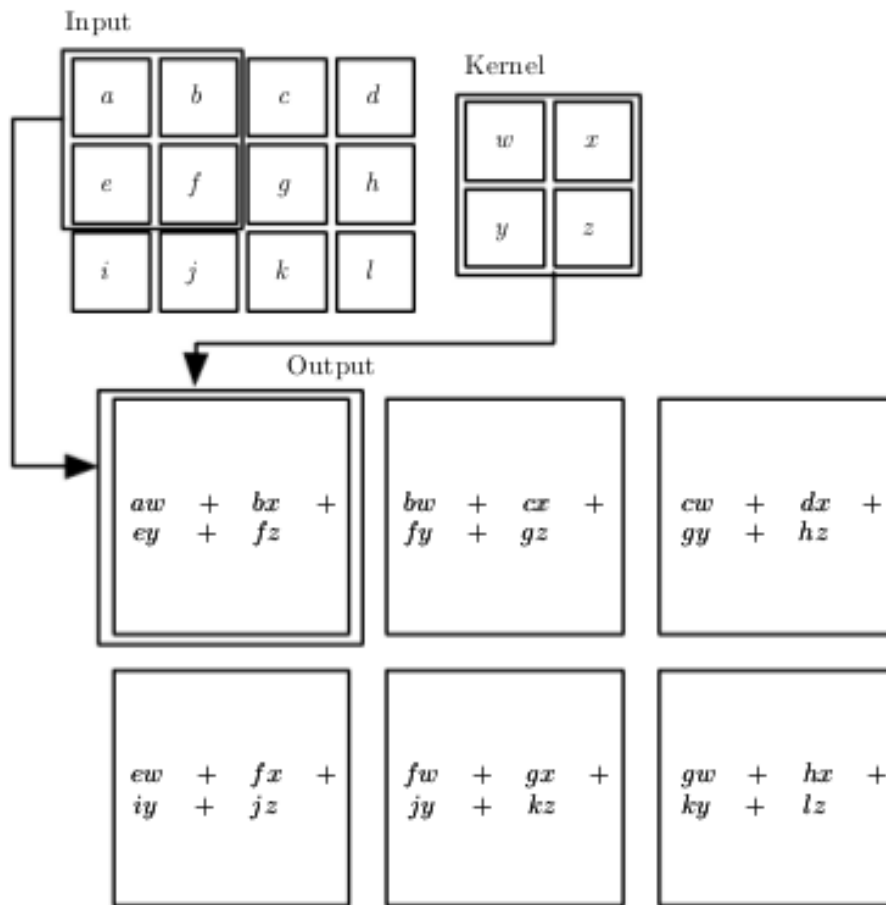 Input
a b c d
Kernel
w x
e f g h
y z
i j k l
Output
aw + bx +
ey + fz
bw + cx +
fy + gz
cw + dx +
gy + hz
ew + fx +
iy + jz
fw + gx +
jy + kz
gw + hx +
ky + lz